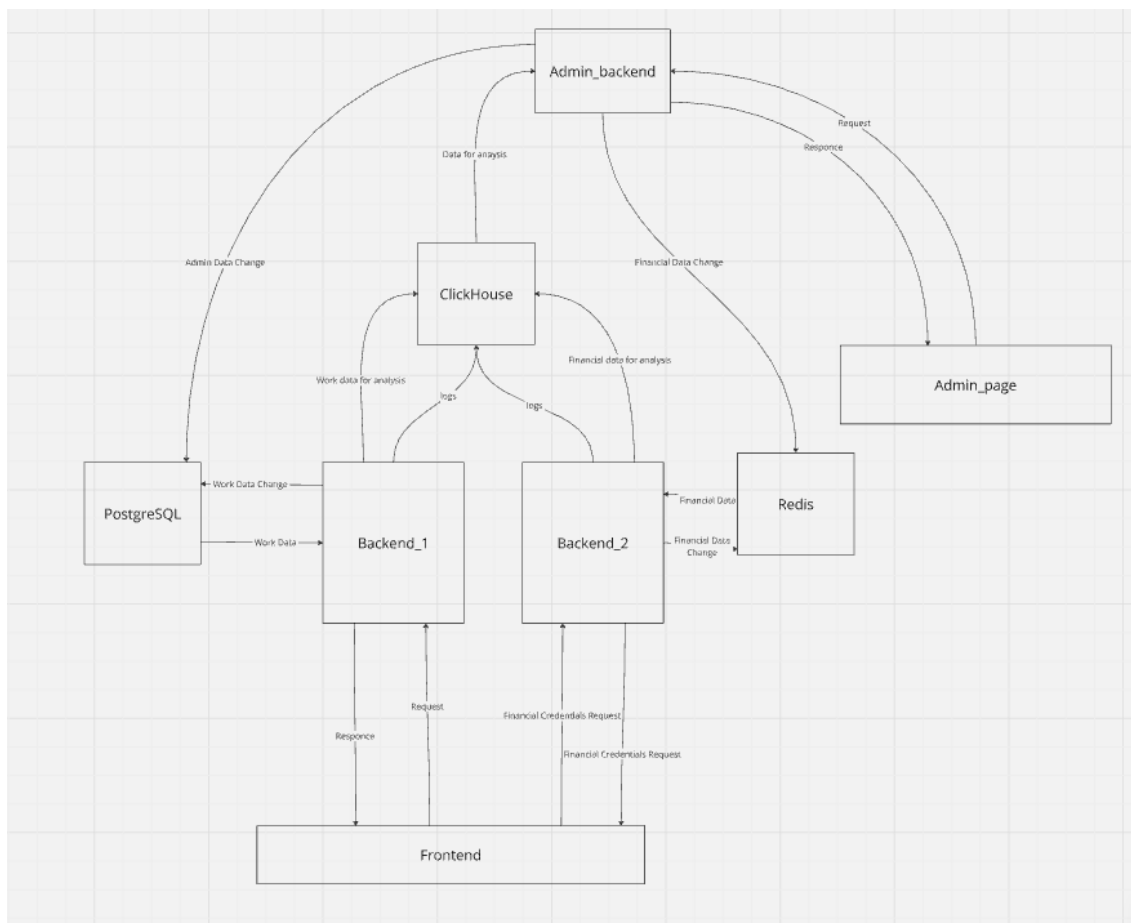 Admin_backend
Request
Responce
Data for anaysis
Admin Data Change
Financial Data Change
ClickHouse
Financial data for analysis
Work data for analysis
Admin_page
logs
logs
Work Data Change
Financial Data
Redis
PostgreSQL
Work Data
Backend_1
Backend_2
Financial Data
Change
Request
Financial Credentials Request
Responce
Financial Credentials Request
Frontend